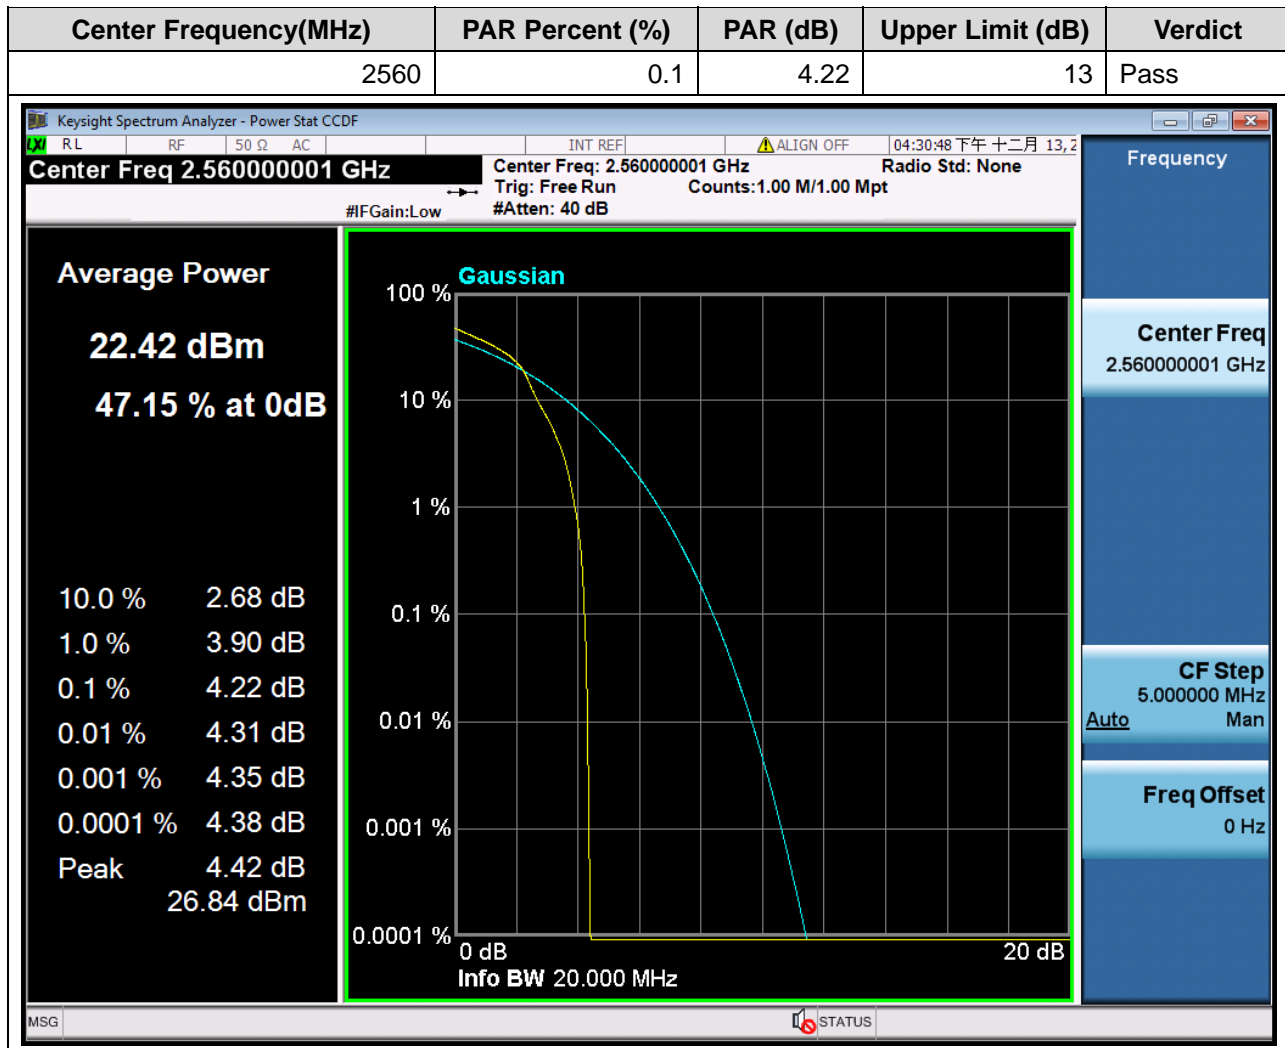 Center Frequency(MHz) PAR Percent (%) PAR (dB) Upper Limit (dB) Verdict
2560 0.1 4.22 13 Pass
Keysight Spectrum Analyzer - Power Stat CCDF
LXI RL RF 50 Ω AC INT REF ALIGN OFF 04:30:48 下午 十二月 13, 2
Center Freq 2.560000001 GHz
Center Freq: 2.560000001 GHz Radio Std: None
Trig: Free Run Counts:1.00 M/1.00 Mpt
#IFGain:Low #Atten: 40 dB
Average Power
22.42 dBm
47.15 % at 0dB
10.0 % 2.68 dB
1.0 % 3.90 dB
0.1 % 4.22 dB
0.01 % 4.31 dB
0.001 % 4.35 dB
0.0001 % 4.38 dB
Peak 4.42 dB
26.84 dBm
Gaussian
100 %
10 %
1 %
0.1 %
0.01 %
0.001 %
0.0001 %
0 dB 20 dB
Info BW 20.000 MHz
Frequency
Center Freq
2.560000001 GHz
CF Step
5.000000 MHz
Auto Man
Freq Offset
0 Hz
MSG STATUS